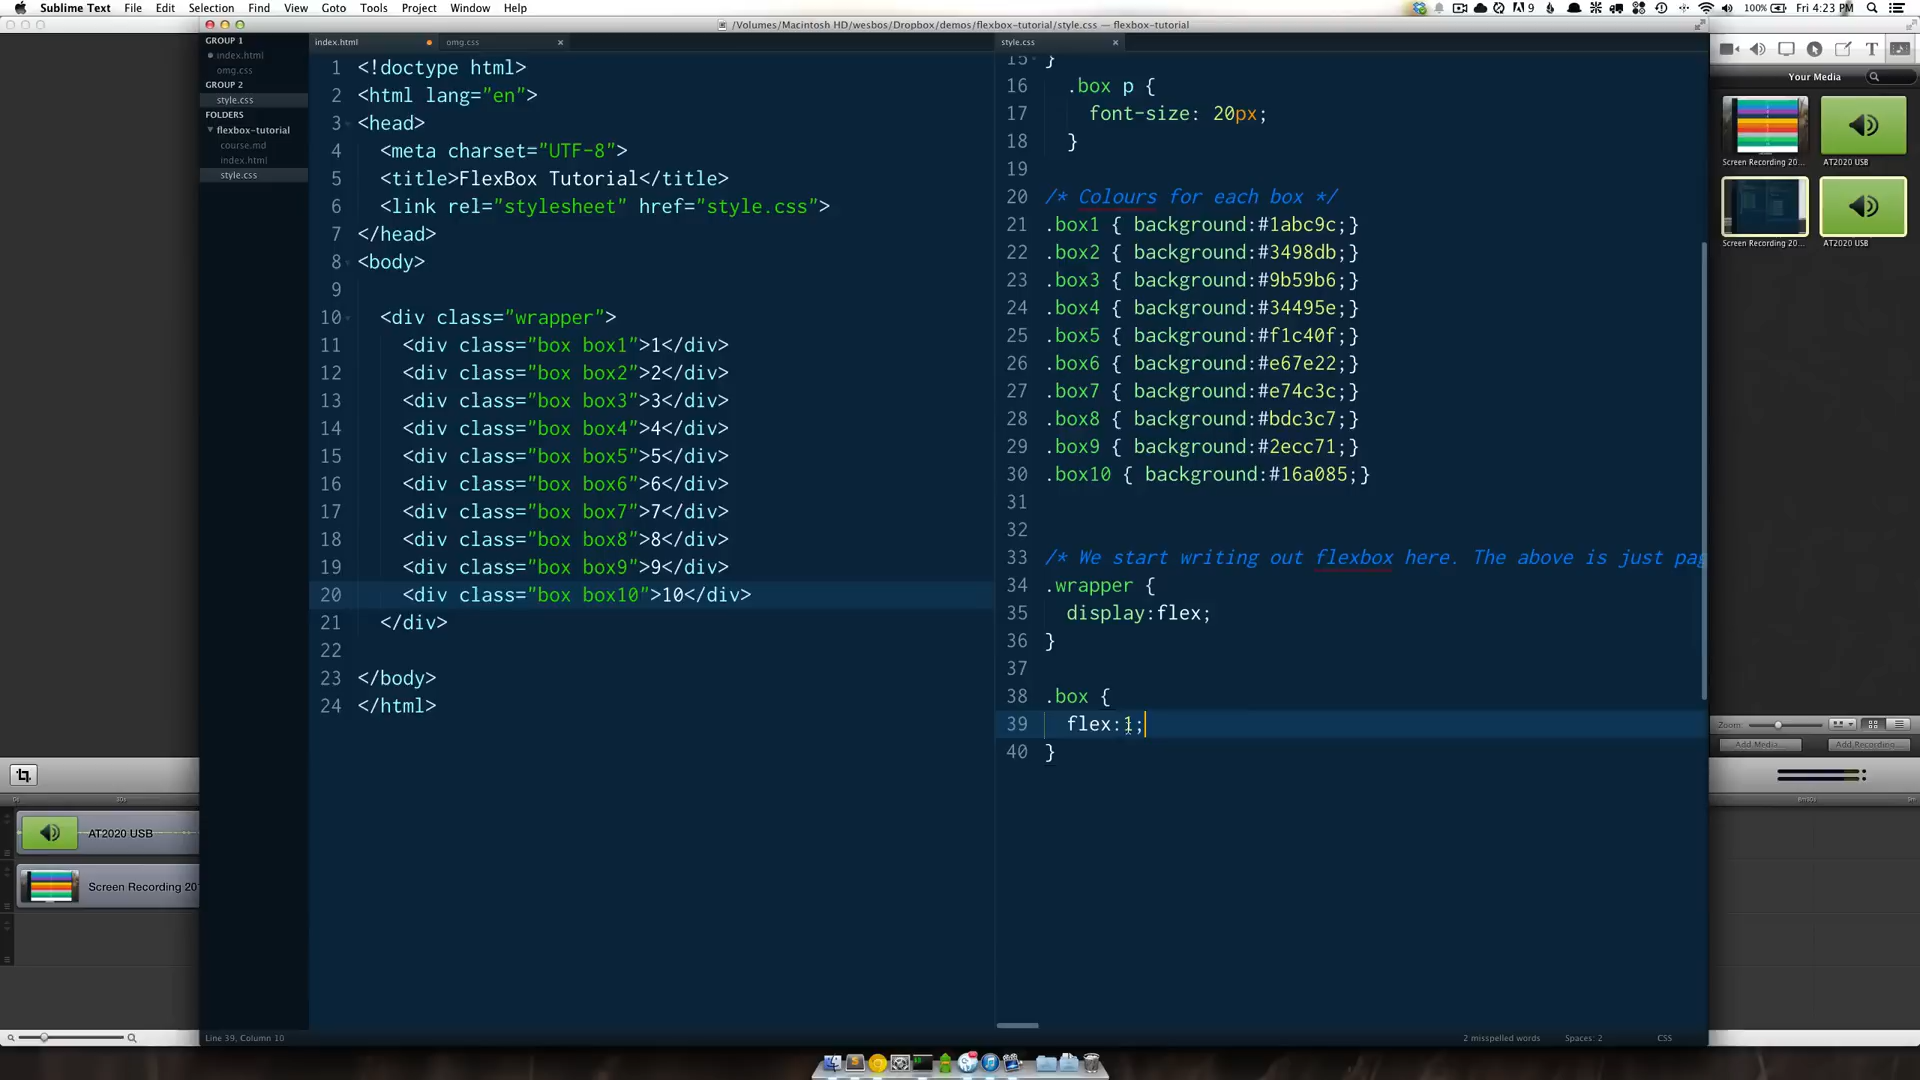 Sublime Text File Edit Selection Find View Goto Tools Project Window Help
9 100% Fri 4:23 PM
/Volumes/Macintosh HD/wesbos/Dropbox/demos/flexbox-tutorial/style.css — flexbox-tutorial
GROUP 1
index.html
omg.css
GROUP 2
style.css
FOLDERS
flexbox-tutorial
course.md
index.html
style.css
index.html omg.css
1 <!doctype html>
2 <html lang="en">
3 <head>
4 <meta charset="UTF-8">
5 <title>FlexBox Tutorial</title>
6 <link rel="stylesheet" href="style.css">
7 </head>
8 <body>
9
10 <div class="wrapper">
11 <div class="box box1">1</div>
12 <div class="box box2">2</div>
13 <div class="box box3">3</div>
14 <div class="box box4">4</div>
15 <div class="box box5">5</div>
16 <div class="box box6">6</div>
17 <div class="box box7">7</div>
18 <div class="box box8">8</div>
19 <div class="box box9">9</div>
20 <div class="box box10">10</div>
21 </div>
22
23 </body>
24 </html>
style.css
15 }
16 .box p {
17 font-size: 20px;
18 }
19
20 /* Colours for each box */
21 .box1 { background:#1abc9c;}
22 .box2 { background:#3498db;}
23 .box3 { background:#9b59b6;}
24 .box4 { background:#34495e;}
25 .box5 { background:#f1c40f;}
26 .box6 { background:#e67e22;}
27 .box7 { background:#e74c3c;}
28 .box8 { background:#bdc3c7;}
29 .box9 { background:#2ecc71;}
30 .box10 { background:#16a085;}
31
32
33 /* We start writing out flexbox here. The above is just pag
34 .wrapper {
35 display:flex;
36 }
37
38 .box {
39 flex:1;
40 }
Your Media
Screen Recording 20... AT2020 USB
Screen Recording 20... AT2020 USB
Zoom:
Add Media... Add Recording...
30s
AT2020 USB
Screen Recording 20
Line 39, Column 10
2 misspelled words Spaces: 2 CSS